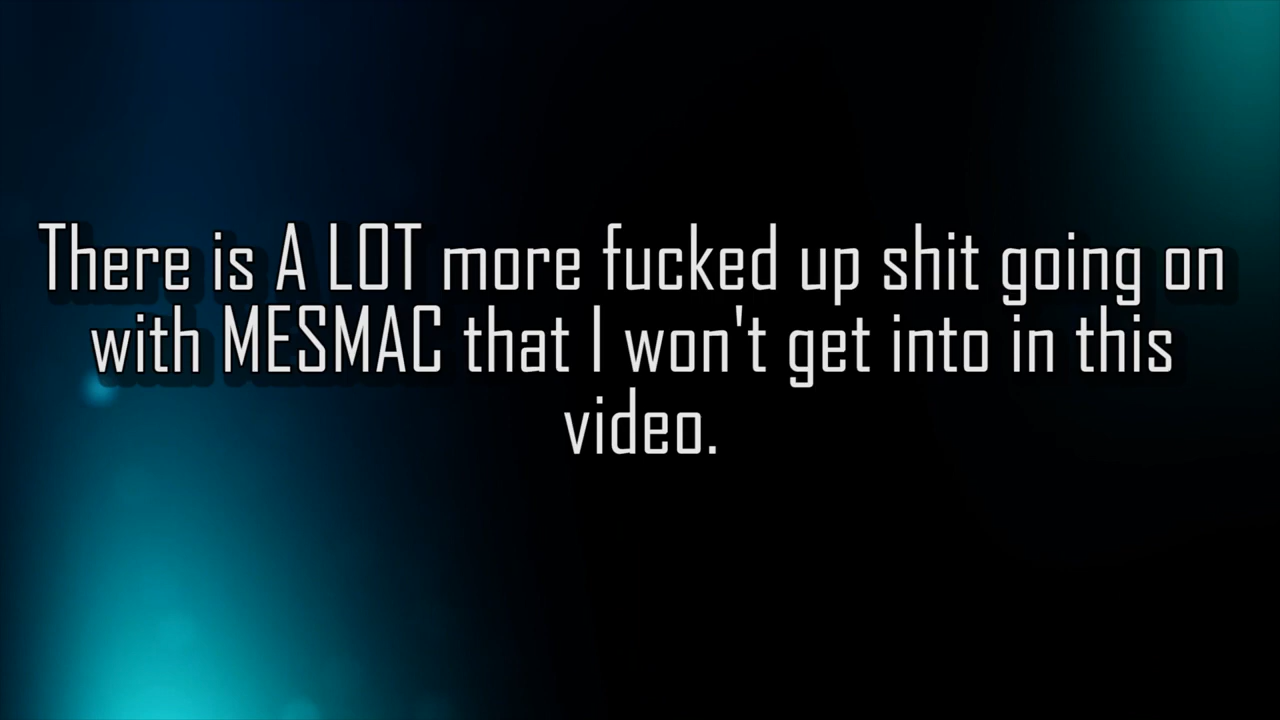 There is A LOT more fucked up shit going on
with MESMAC that I won't get into in this
video.